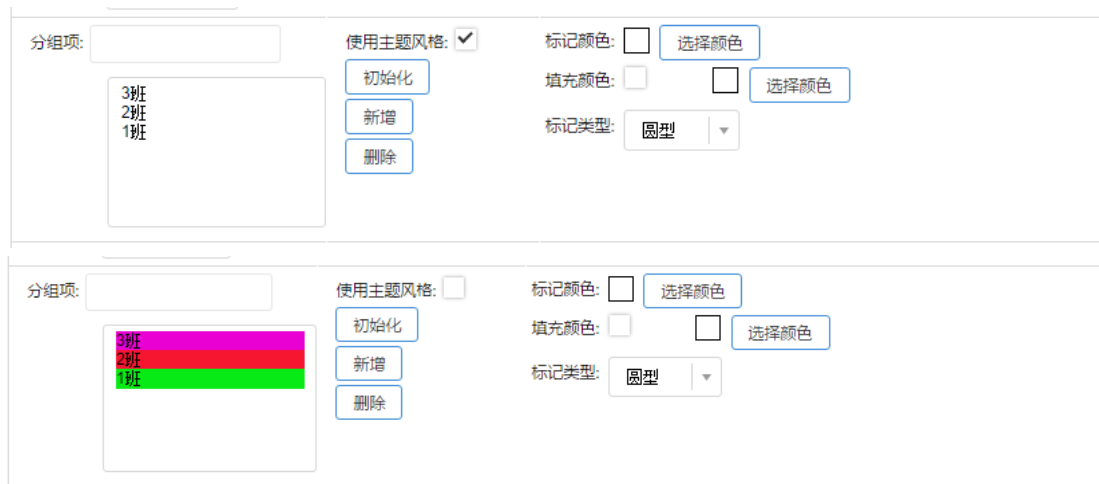 分组项:
使用主题风格:
标记颜色:
选择颜色
初始化
填充颜色:
选择颜色
3班
2班
1班
新增
标记类型:
圆型
删除
分组项:
使用主题风格:
标记颜色:
选择颜色
初始化
填充颜色:
选择颜色
3班
2班
1班
新增
标记类型:
圆型
删除